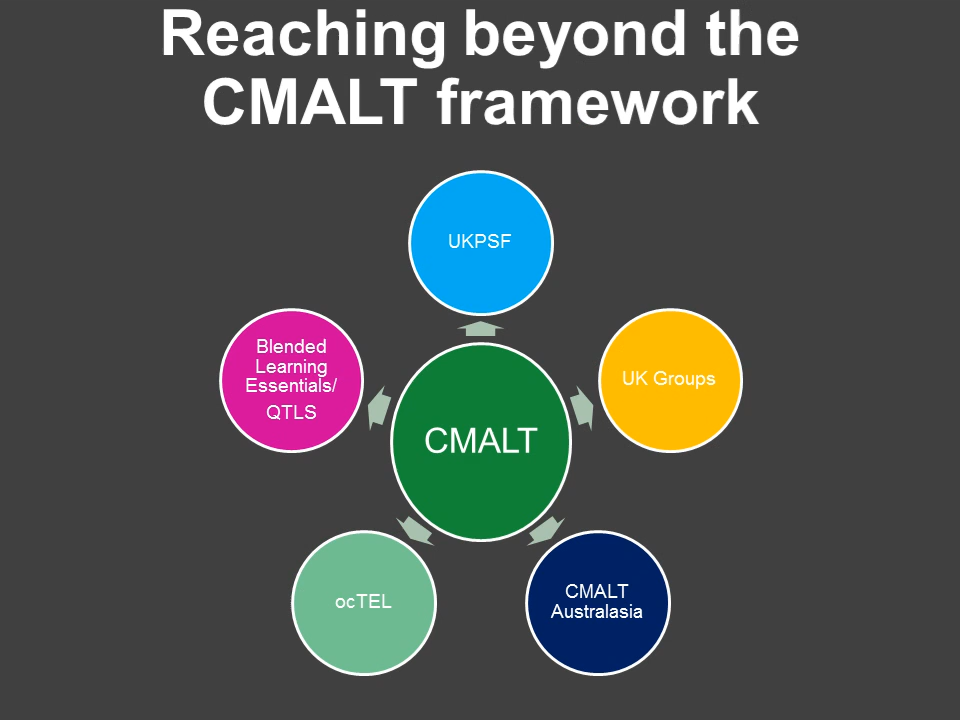 Reaching beyond the
CMALT framework
UKPSF
Blended
Learning
Essentials/
QTLS
UK Groups
CMALT
ocTEL
CMALT
Australasia